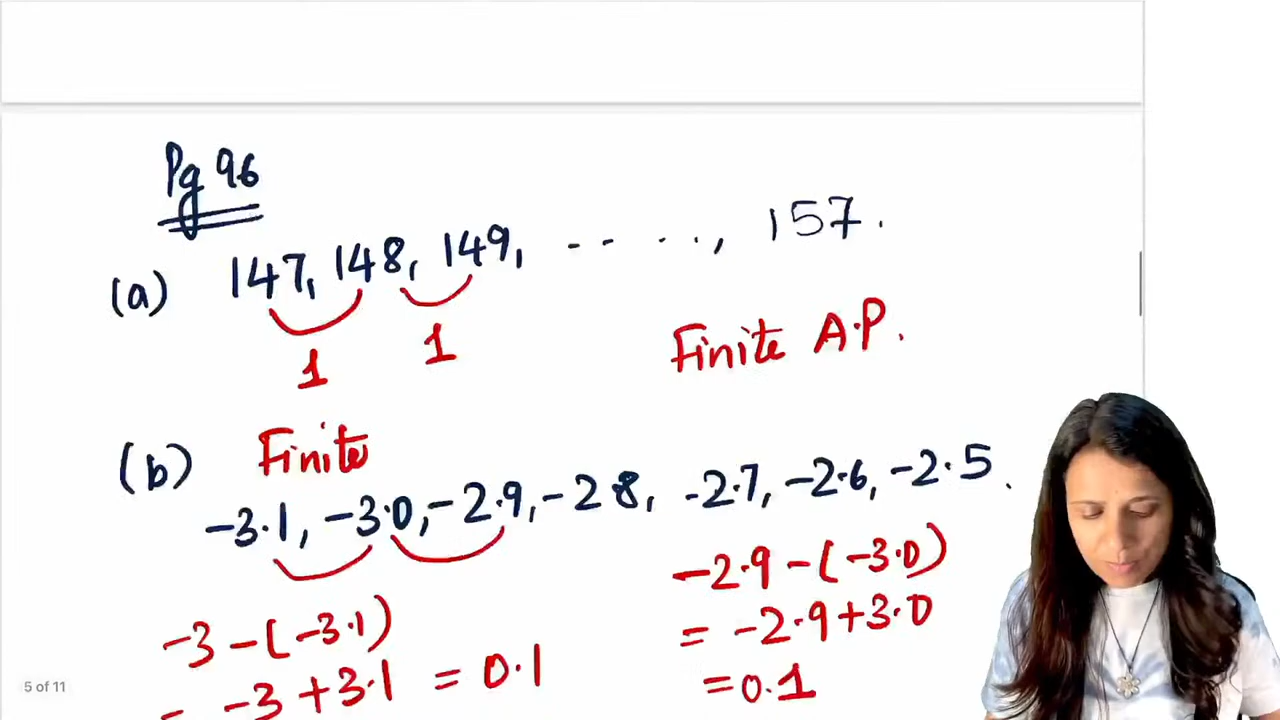 Pg 96
(a) 147, 148, 149, - - - . ., 157.
1 1
Finite A.P.
(b) Finite
-3.1, -3.0, -2.9, -2 8, -2.7, -2.6, -2.5.
-3 - (-3.1)
= -3 + 3.1 = 0.1
-2.9 - (-3.0)
= -2.9 + 3.0
= 0.1
5 of 11